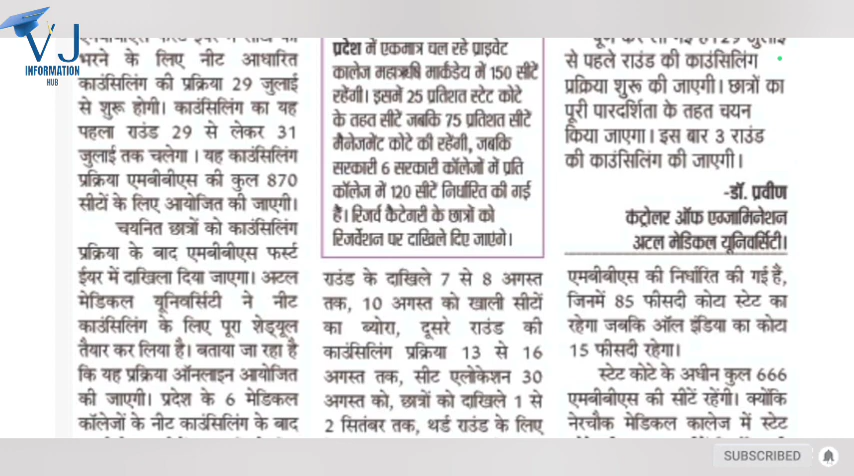 VJ
INFORMATION
HUB
भरने के लिए नीट आधारित
काउंसिलिंग की प्रक्रिया 29 जुलाई
से शुरू होगी। काउंसिलिंग का यह
पहला राउंड 29 से लेकर 31
जुलाई तक चलेगा । यह काउंसिलिंग
प्रक्रिया एमबीबीएस की कुल 870
सीटों के लिए आयोजित की जाएगी।
चयनित छात्रों को काउंसिलिंग
प्रक्रिया के बाद एमबीबीएस फर्स्ट
ईयर में दाखिला दिया जाएगा। अटल
मेडिकल यूनिवर्सिटी ने नीट
काउंसिलिंग के लिए पूरा शेड्यूल
तैयार कर लिया है। बताया जा रहा है
कि यह प्रक्रिया ऑनलाइन आयोजित
की जाएगी। प्रदेश के 6 मेडिकल
कॉलेजों के नीट काउंसिलिंग के बाद
प्रदेश में एकमात्र चल रहे प्राइवेट
कालेज महाऋषि मार्कंडेय में 150 सीटें
रहेंगी। इसमें 25 प्रतिशत स्टेट कोटे
के तहत सीटें जबकि 75 प्रतिशत सीटें
मैनेजमेंट कोटे की रहेंगी, जबकि
सरकारी 6 सरकारी कॉलेजों में प्रति
कॉलेज में 120 सीटें निर्धारित की गई
है। रिजर्व कैटेगरी के छात्रों को
रिजर्वेशन पर दाखिले दिए जाएंगे।
राउंड के दाखिले 7 से 8 अगस्त
तक, 10 अगस्त को खाली सीटों
का ब्योरा, दूसरे राउंड की
काउंसिलिंग प्रक्रिया 13 से 16
अगस्त तक, सीट एलोकेशन 30
अगस्त को, छात्रों को दाखिले 1 से
2 सितंबर तक, थर्ड राउंड के लिए
से पहले राउंड की काउंसिलिंग
प्रक्रिया शुरू की जाएगी। छात्रों का
पूरी पारदर्शिता के तहत चयन
किया जाएगा। इस बार 3 राउंड
की काउंसिलिंग की जाएगी।
-डॉ. प्रवीण
कंट्रोलर ऑफ एग्जामिनेशन
अटल मेडिकल यूनिवर्सिटी।
एमबीबीएस की निर्धारित की गई है,
जिनमें 85 फीसदी कोटा स्टेट का
रहेगा जबकि ऑल इंडिया का कोटा
15 फीसदी रहेगा।
स्टेट कोटे के अधीन कुल 666
एमबीबीएस की सीटें रहेंगी। क्योंकि
नेरचौक मेडिकल कालेज में स्टेट
SUBSCRIBED